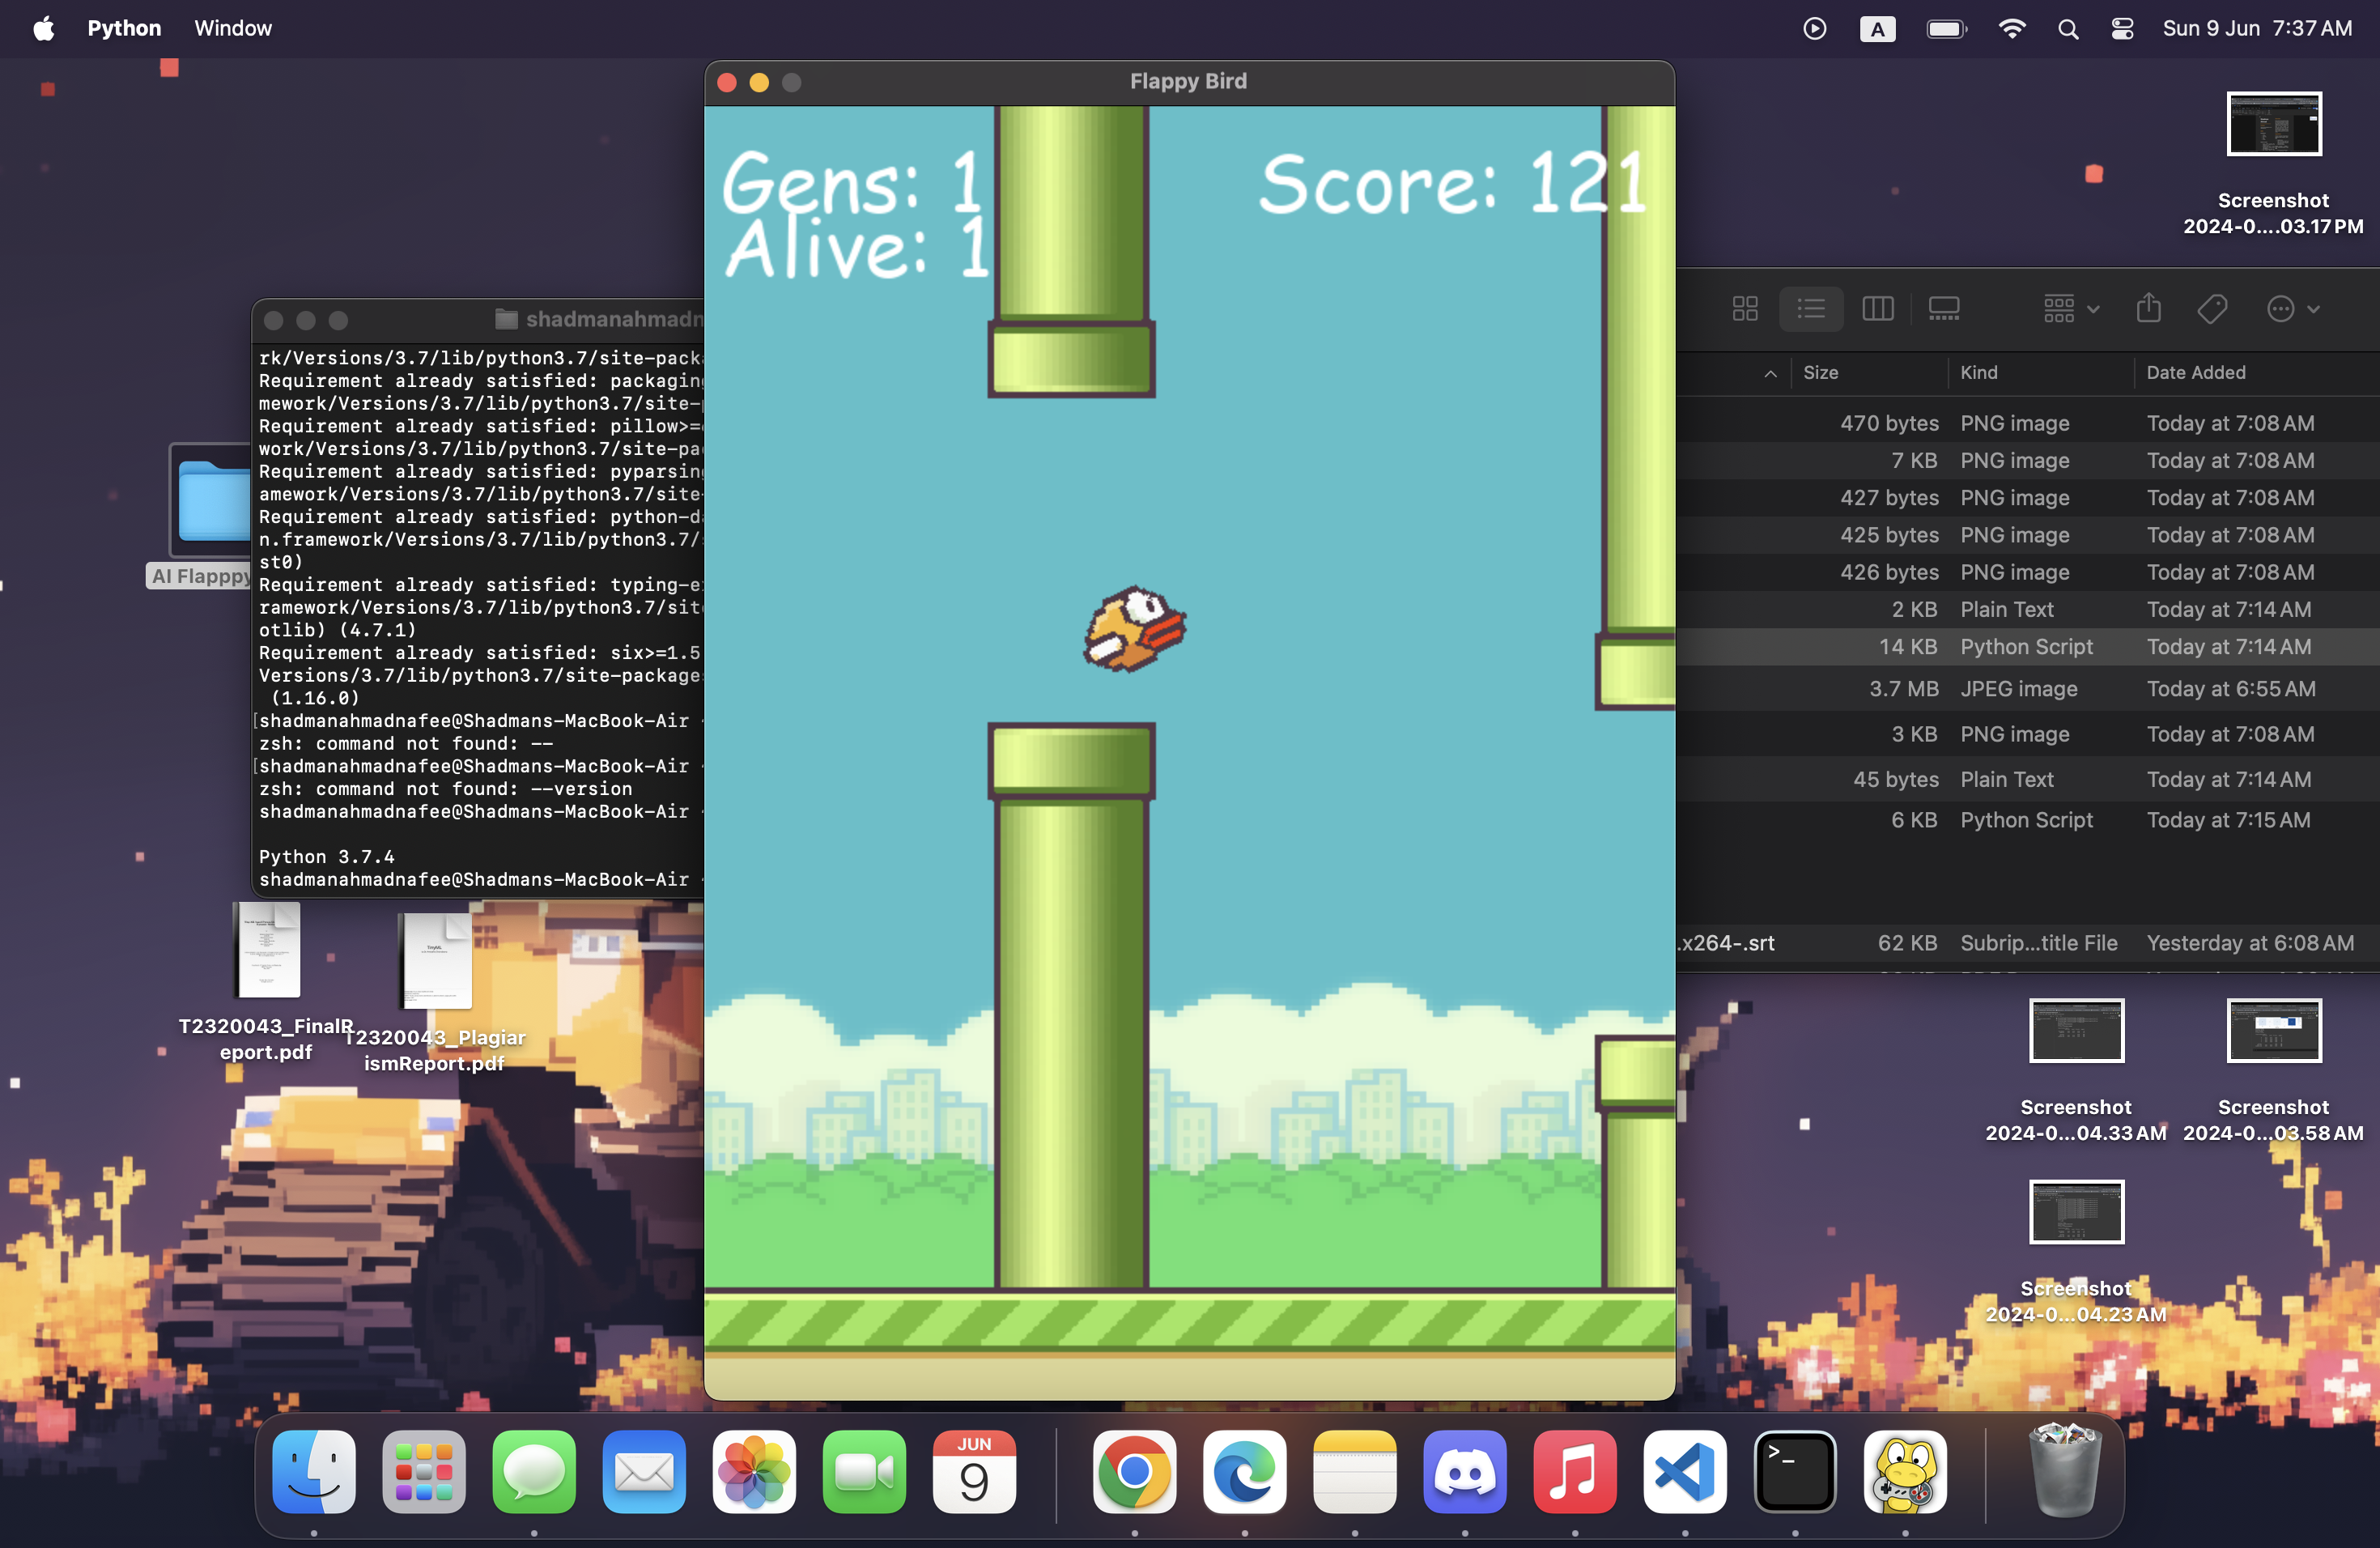 Python Window
A
Sun 9 Jun 7:37 AM
Flappy Bird
Gens: 1
Score: 121
Alive: 1
Screenshot
2024-0....03.17 PM
shadmanahmadn
rk/Versions/3.7/lib/python3.7/site-packa
Requirement already satisfied: packaging
mework/Versions/3.7/lib/python3.7/site-p
Requirement already satisfied: pillow>=
work/Versions/3.7/lib/python3.7/site-pac
Requirement already satisfied: pyparsing
amework/Versions/3.7/lib/python3.7/site-
Requirement already satisfied: python-da
n.framework/Versions/3.7/lib/python3.7/
st0)
Requirement already satisfied: typing-e
ramework/Versions/3.7/lib/python3.7/site
otlib) (4.7.1)
Requirement already satisfied: six>=1.5
Versions/3.7/lib/python3.7/site-package
(1.16.0)
[shadmanahmadnafee@Shadmans-MacBook-Air
zsh: command not found: --
[shadmanahmadnafee@Shadmans-MacBook-Air
zsh: command not found: --version
shadmanahmadnafee@Shadmans-MacBook-Air
Python 3.7.4
shadmanahmadnafee@Shadmans-MacBook-Air
AI Flapppy
Size Kind Date Added
470 bytes PNG image Today at 7:08 AM
7 KB PNG image Today at 7:08 AM
427 bytes PNG image Today at 7:08 AM
425 bytes PNG image Today at 7:08 AM
426 bytes PNG image Today at 7:08 AM
2 KB Plain Text Today at 7:14 AM
14 KB Python Script Today at 7:14 AM
3.7 MB JPEG image Today at 6:55 AM
3 KB PNG image Today at 7:08 AM
45 bytes Plain Text Today at 7:14 AM
6 KB Python Script Today at 7:15 AM
.x264-.srt 62 KB Subrip...title File Yesterday at 6:08 AM
T2320043_FinalR
eport.pdf
T2320043_Plagiar
ismReport.pdf
Screenshot
2024-0...04.33 AM
Screenshot
2024-0...03.58 AM
Screenshot
2024-0...04.23 AM
JUN
9
>_